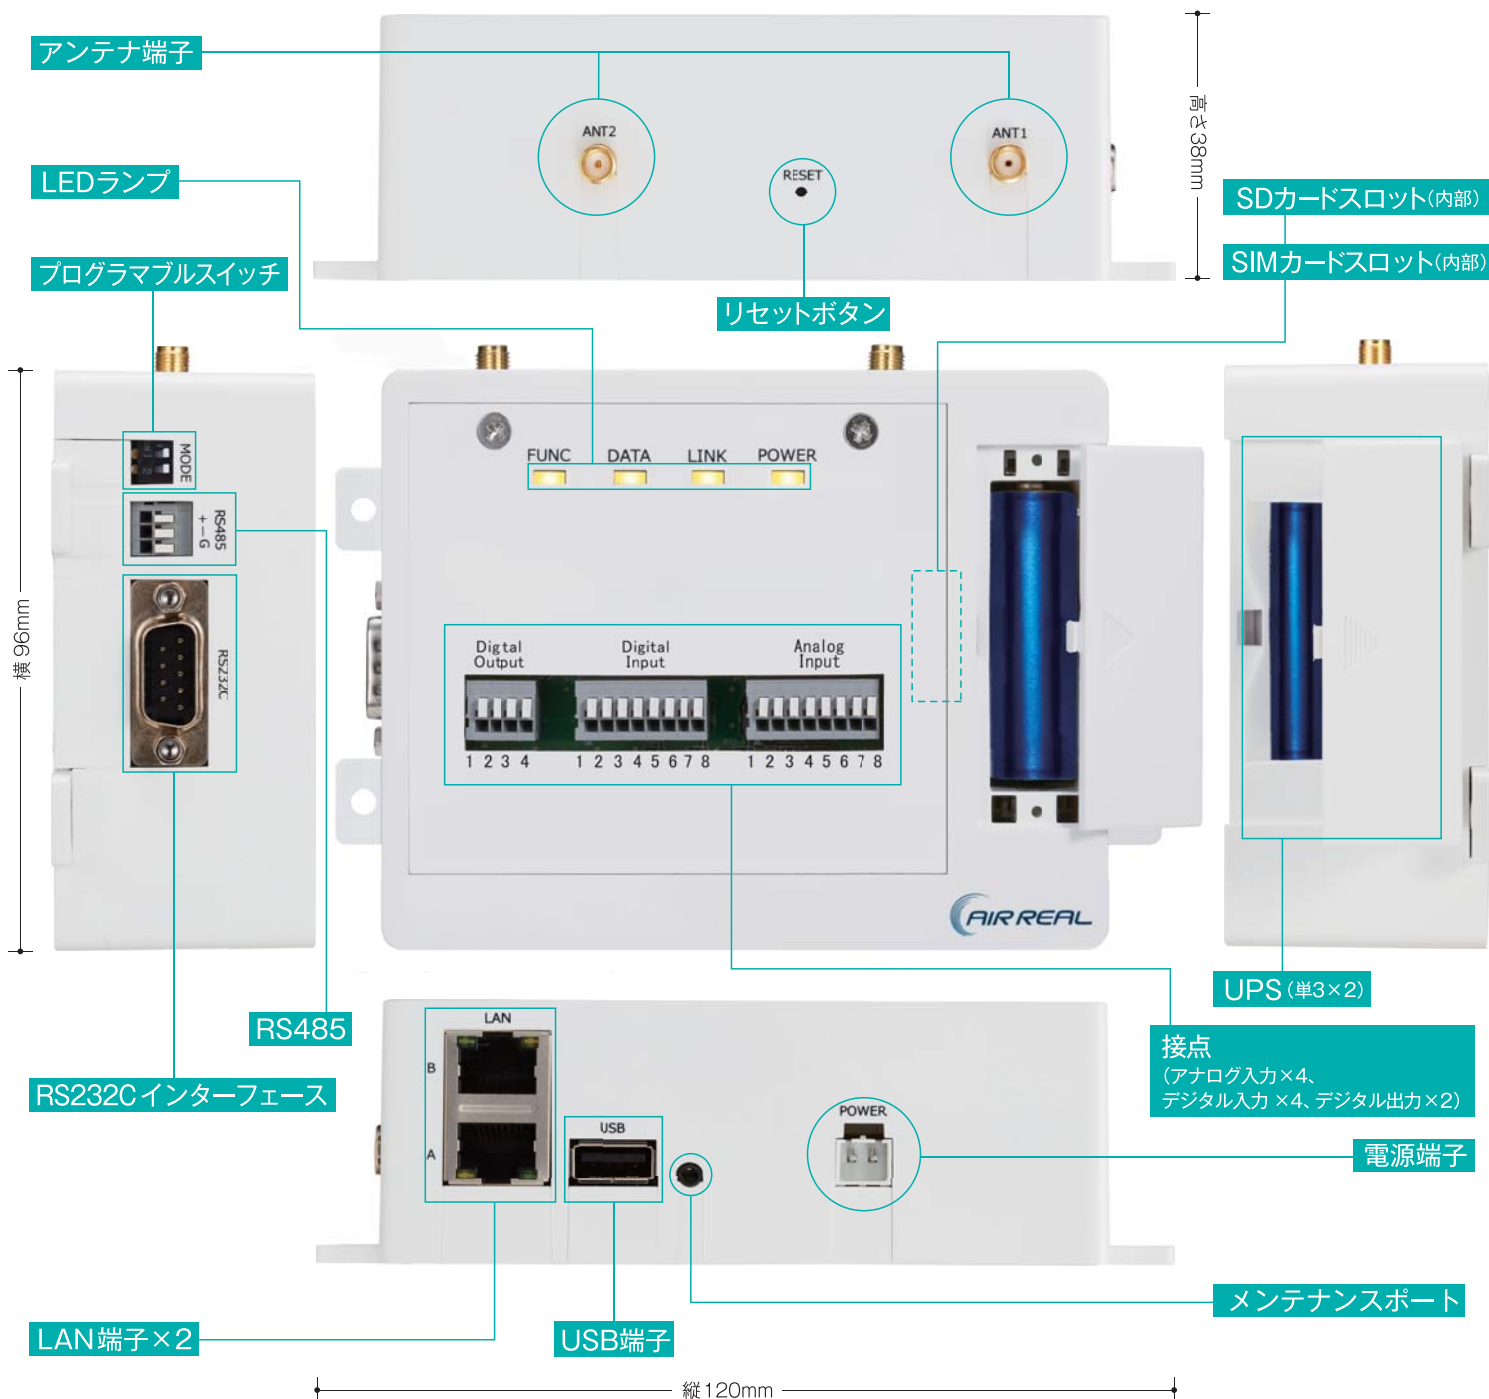 アンテナ端子
ANT2
ANT1
高さ38mm
LEDランプ
RESET
SDカードスロット(内部)
プログラマブルスイッチ
SIMカードスロット(内部)
リセットボタン
MODE
FUNC DATA LINK POWER
RS485
+ − G
横 96mm
RS232C
Digtal
Output
Digital
Input
Analog
Input
1 2 3 4
1 2 3 4 5 6 7 8
1 2 3 4 5 6 7 8
AIR REAL
UPS(単3×2)
RS485
LAN
接点
(アナログ入力×4、
デジタル入力×4、デジタル出力×2)
B
RS232Cインターフェース
POWER
USB
A
電源端子
メンテナンスポート
LAN端子×2
USB端子
縦120mm